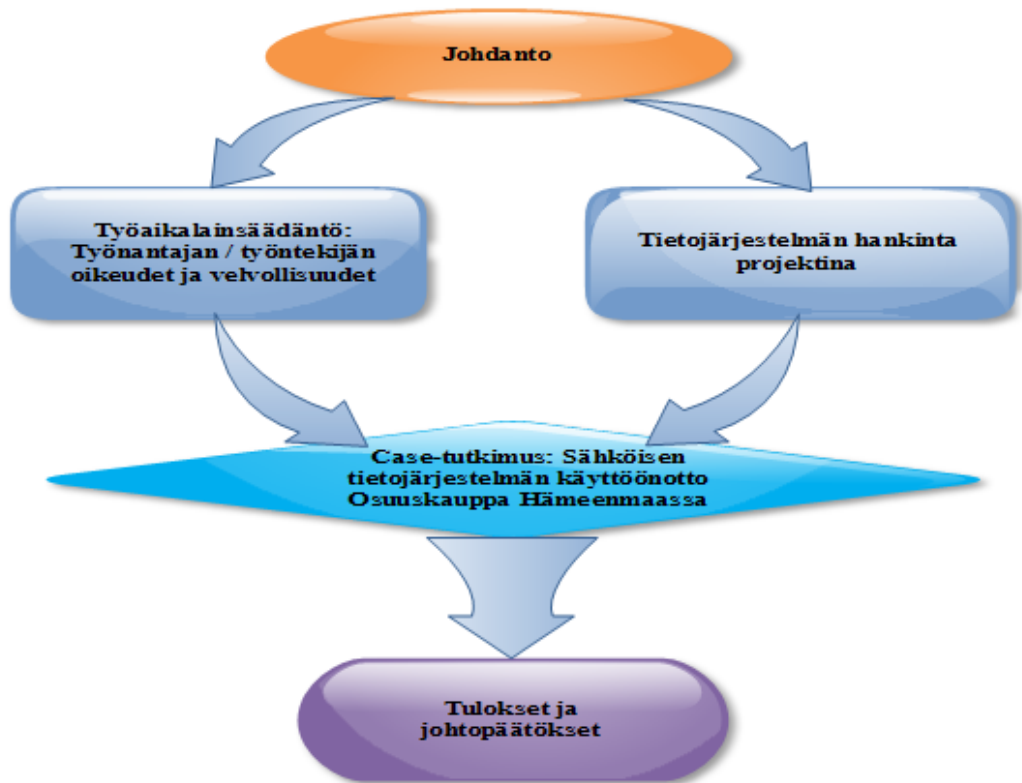 Johdanto
Työaikalainsäädäntö:
Työnantajan / työntekijän
oikeudet ja velvollisuudet
Tietojärjestelmän hankinta
projektina
Case-tutkimus: Sähköisen
tietojärjestelmän käyttöönotto
Osuuskauppa Hämeenmaassa
Tulokset ja
johtopäätökset